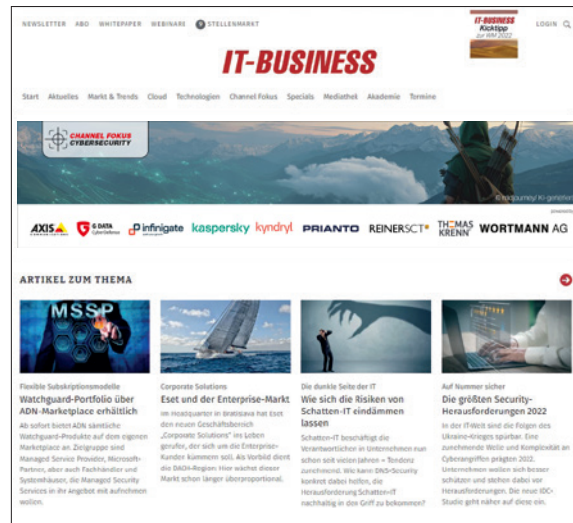 NEWSLETTER ABO WHITEPAPER WEBINARE 9 STELLENMARKT
IT-BUSINESS
Kicktipp
zur WM 2022
LOGIN
IT-BUSINESS
Start Aktuelles Markt & Trends Cloud Technologien Channel Fokus Specials Mediathek Akademie Termine
CHANNEL FOKUS
CYBERSECURITY
© midjourney/ KI-generiert
AXIS
COMMUNICATIONS
G DATA
CyberDefense
infinigate
kaspersky
kyndryl
PRIANTO
REINERSCT
THOMAS
KRENN
WORTMANN AG
ARTIKEL ZUM THEMA
MSSP
Flexible Subskriptionsmodelle
Watchguard-Portfolio über
ADN-Marketplace erhältlich
Ab sofort bietet ADN sämtliche
Watchguard-Produkte auf dem eigenen
Marketplace an. Zielgruppe sind
Managed Service Provider, Microsoft-
Partner, aber auch Fachhändler und
Systemhäuser, die Managed Security
Services in ihr Angebot mit aufnehmen
wollen.
Corporate Solutions
Eset und der Enterprise-Markt
Im Headquarter in Bratislava hat Eset
den neuen Geschäftsbereich
„Corporate Solutions" ins Leben
gerufen, der sich um die Enterprise-
Kunden kümmern soll. Als Vorbild dient
die DACH-Region: Hier wächst dieser
Markt schon länger überproportional.
Die dunkle Seite der IT
Wie sich die Risiken von
Schatten-IT eindämmen
lassen
Schatten-IT beschäftigt die
Verantwortlichen in Unternehmen nun
schon seit vielen Jahren – Tendenz
zunehmend. Wie kann DNS-Security
konkret dabei helfen, die
Herausforderung Schatten-IT
nachhaltig in den Griff zu bekommen?
Auf Nummer sicher
Die größten Security-
Herausforderungen 2022
In der IT-Welt sind die Folgen des
Ukraine-Krieges spürbar. Eine
zunehmende Welle und Komplexität an
Cyberangriffen prägten 2022.
Unternehmen wollen sich besser
schützen und stehen dabei vor
Herausforderungen. Die neue IDC-
Studie geht näher auf diese ein.